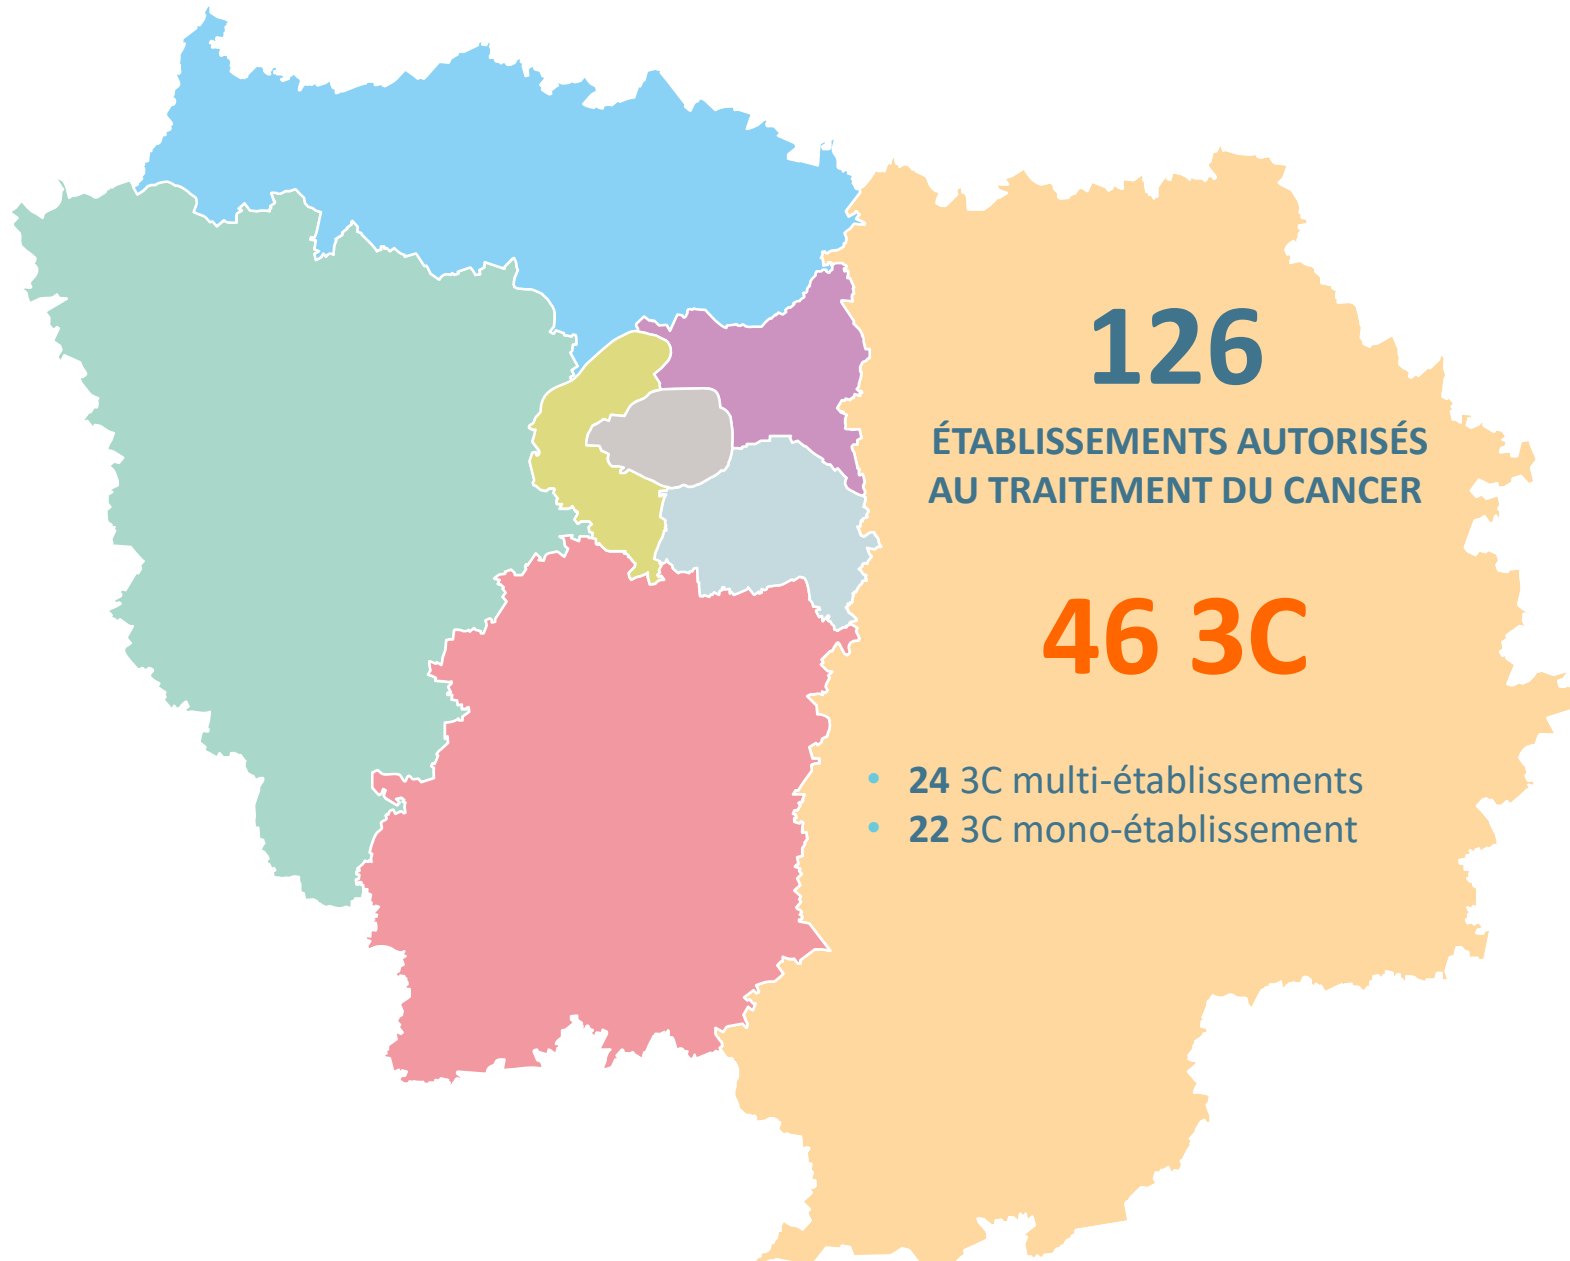 126
ÉTABLISSEMENTS AUTORISÉS
AU TRAITEMENT DU CANCER
46 3C
• 24 3C multi-établissements
• 22 3C mono-établissement